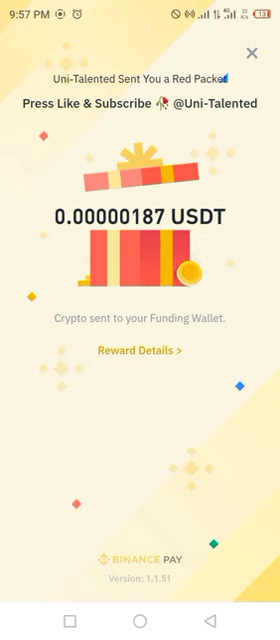 9:57 PM
Uni-Talented Sent You a Red Packet
Press Like & Subscribe 🥀 @Uni-Talented
0.00000187 USDT
Crypto sent to your Funding Wallet.
Reward Details >
BINANCE PAY
Version: 1.1.51